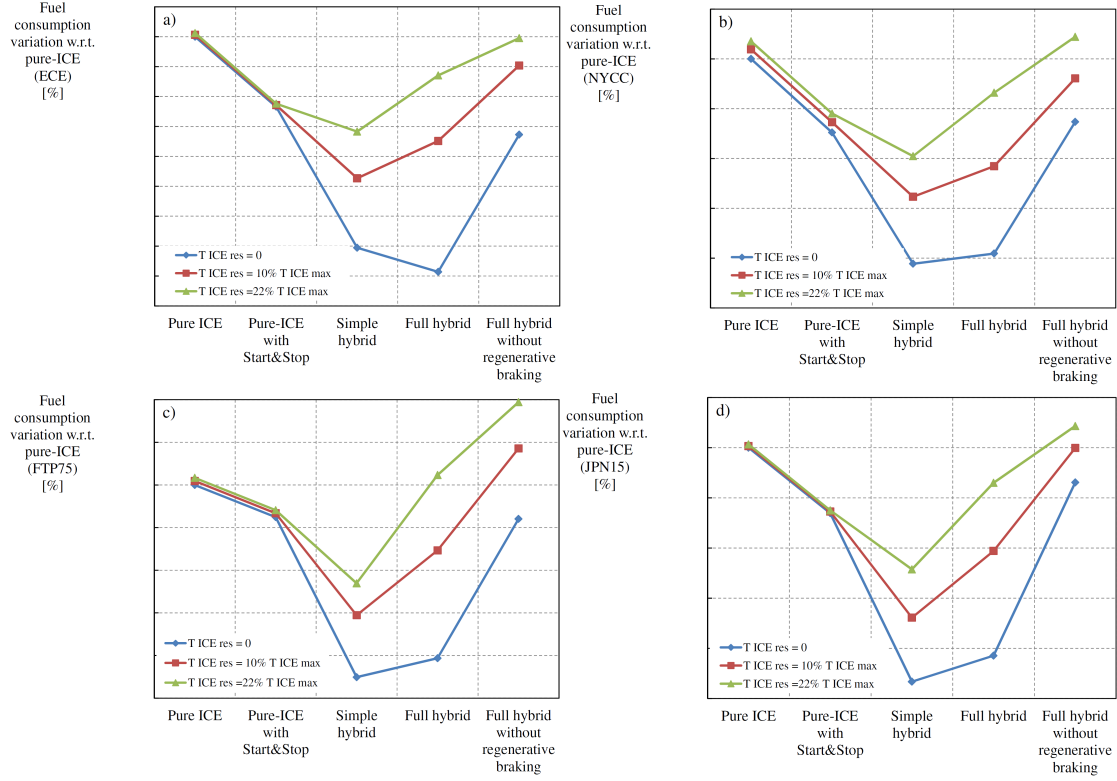 Fuel
consumption
variation w.r.t.
pure-ICE
(ECE)
[%]
a)
T ICE res = 0
T ICE res = 10% T ICE max
T ICE res =22% T ICE max
Pure ICE
Pure-ICE
with
Start&Stop
Simple
hybrid
Full hybrid
Full hybrid
without
regenerative
braking
Fuel
consumption
variation w.r.t.
pure-ICE
(NYCC)
[%]
b)
T ICE res = 0
T ICE res = 10% T ICE max
T ICE res =22% T ICE max
Pure ICE
Pure-ICE
with
Start&Stop
Simple
hybrid
Full hybrid
Full hybrid
without
regenerative
braking
Fuel
consumption
variation w.r.t.
pure-ICE
(FTP75)
[%]
c)
T ICE res = 0
T ICE res = 10% T ICE max
T ICE res =22% T ICE max
Pure ICE
Pure-ICE
with
Start&Stop
Simple
hybrid
Full hybrid
Full hybrid
without
regenerative
braking
Fuel
consumption
variation w.r.t.
pure-ICE
(JPN15)
[%]
d)
T ICE res = 0
T ICE res = 10% T ICE max
T ICE res =22% T ICE max
Pure ICE
Pure-ICE
with
Start&Stop
Simple
hybrid
Full hybrid
Full hybrid
without
regenerative
braking